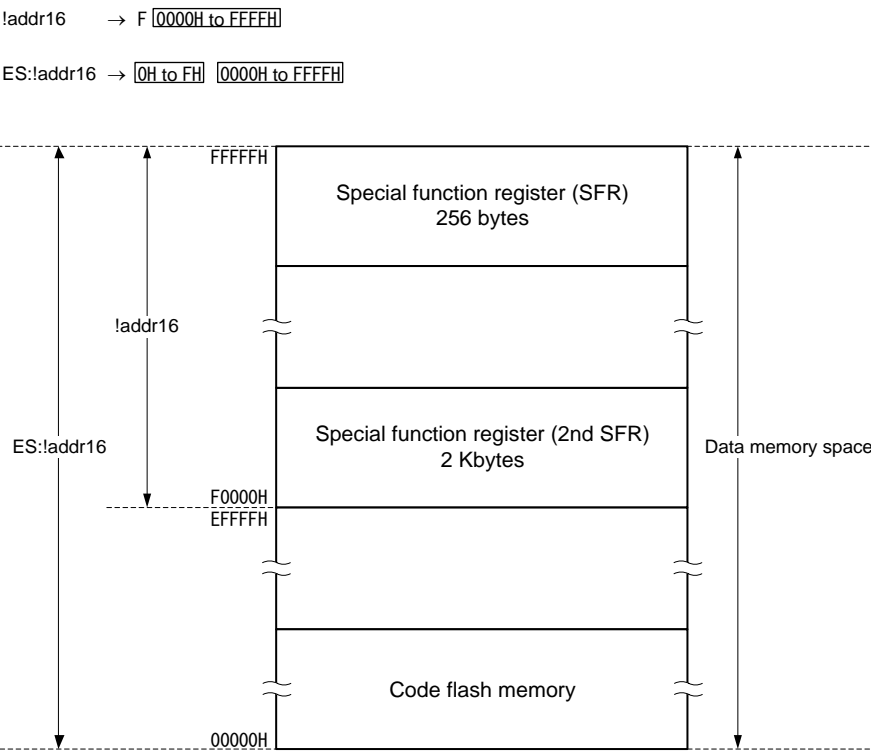 !addr16 → F 0000H to FFFFH
ES:!addr16 → 0H to FH 0000H to FFFFH
FFFFFH
Special function register (SFR)
256 bytes
!addr16
Special function register (2nd SFR)
2 Kbytes
ES:!addr16
Data memory space
F0000H
EFFFFH
Code flash memory
00000H